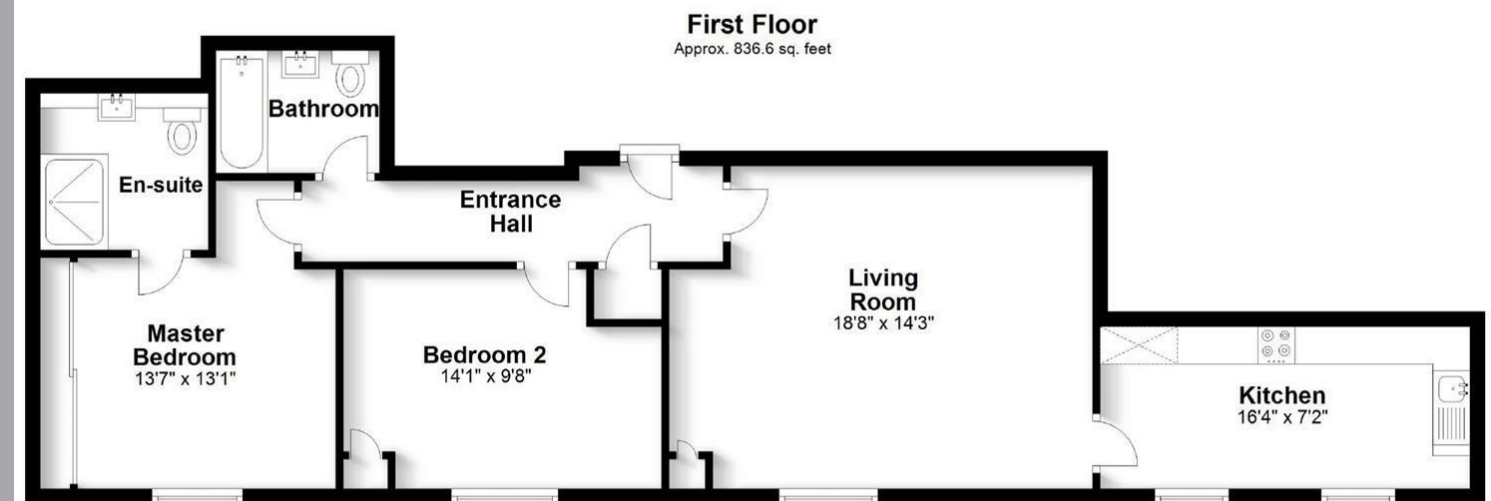 First Floor
Approx. 836.6 sq. feet
Bathroom
En-suite
Entrance
Hall
Living
Room
18'8" x 14'3"
Master
Bedroom
13'7" x 13'1"
Bedroom 2
14'1" x 9'8"
Kitchen
16'4" x 7'2"